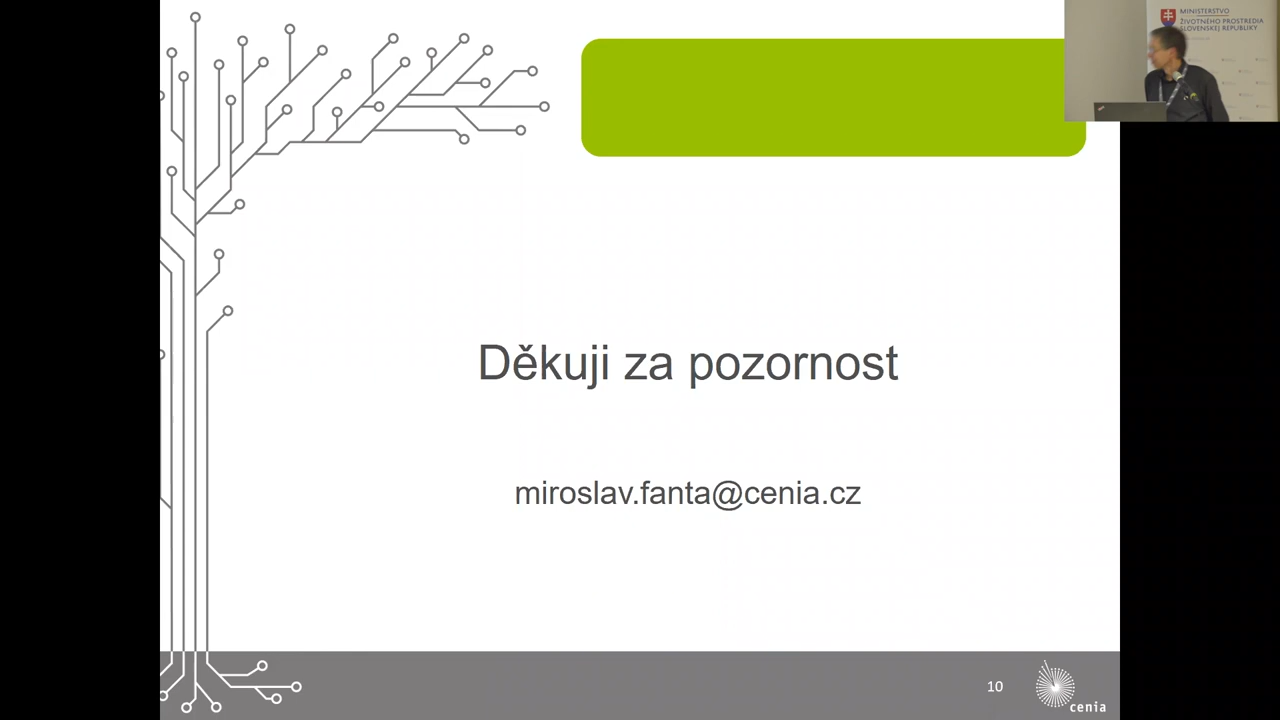 MINISTERSTVO
ŽIVOTNÉHO PROSTREDIA
SLOVENSKEJ REPUBLIKY
Děkuji za pozornost
miroslav.fanta@cenia.cz
10
cenia